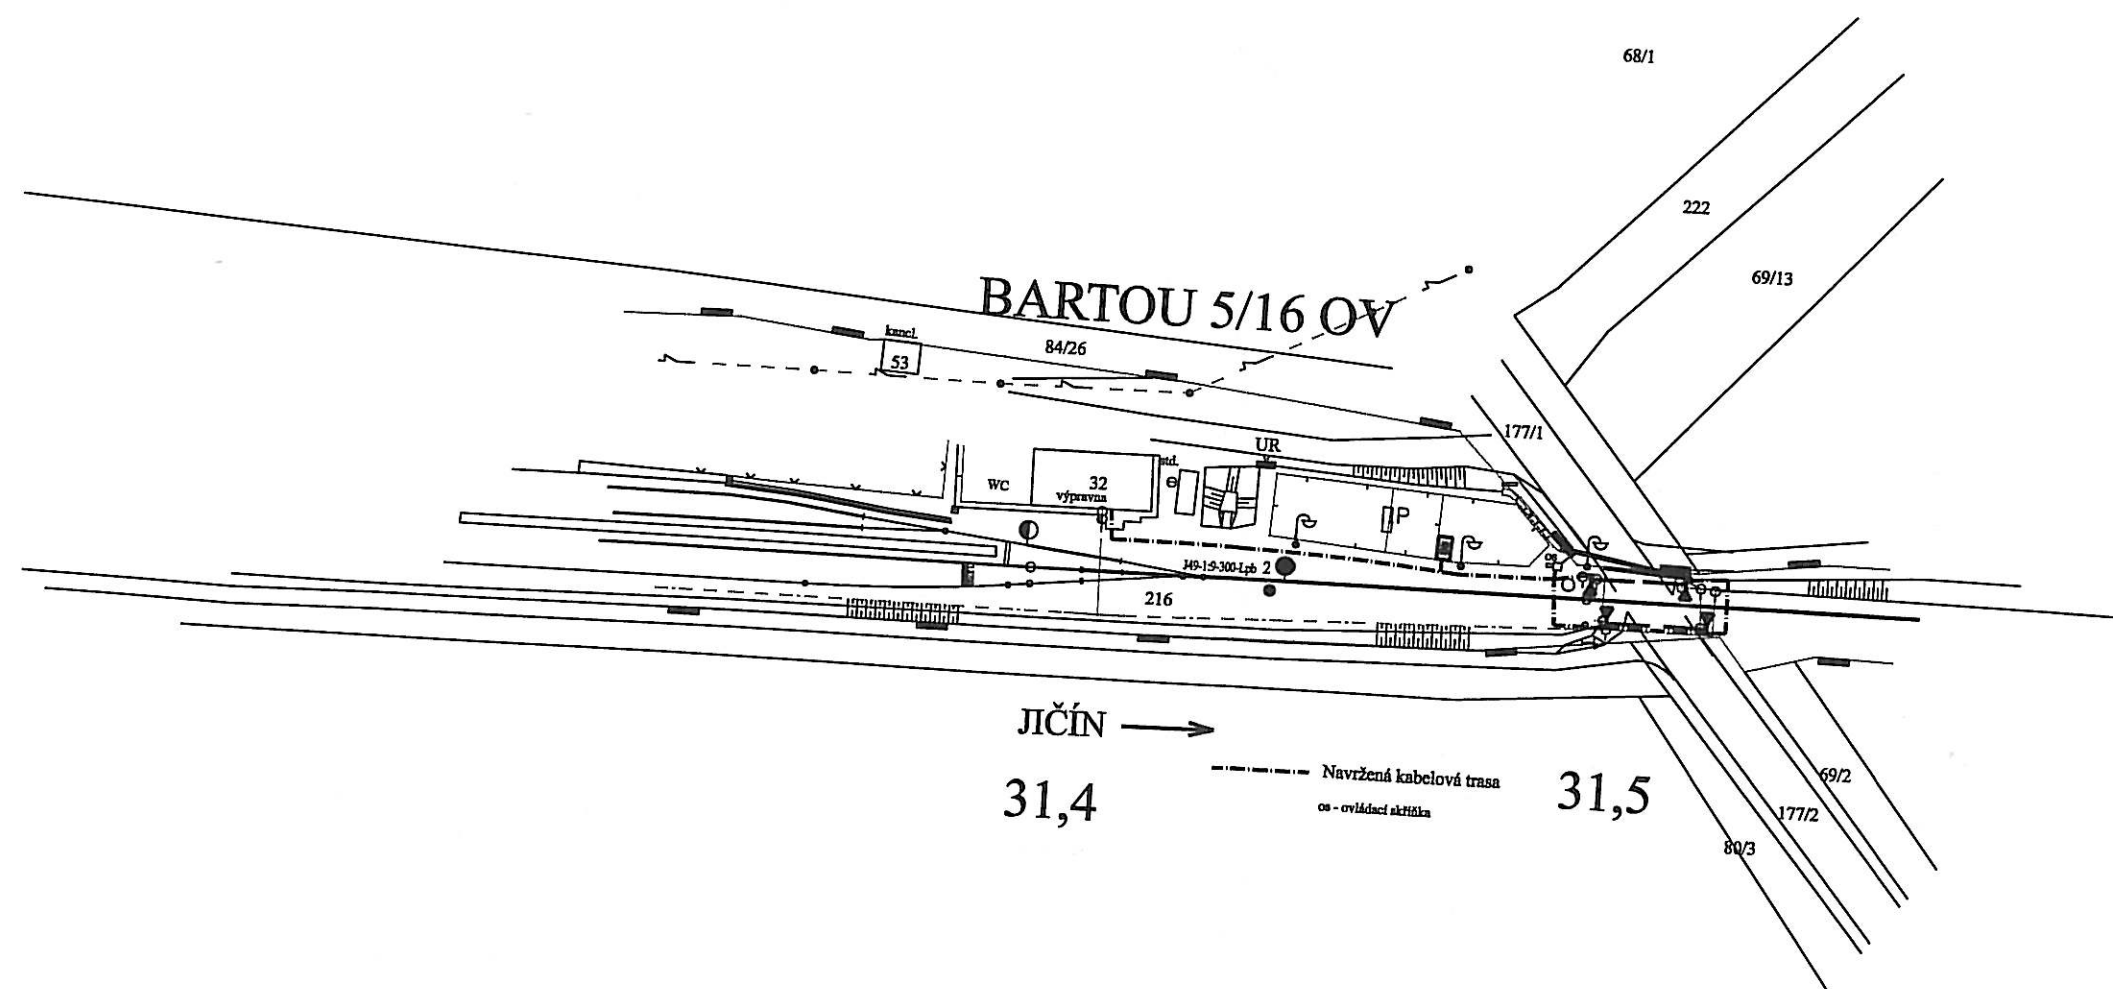 68/1
222
69/13
BARTOU 5/16 OV
kancl.
53
84/26
177/1
UR
std.
WC
32
výpravna
P
J49-1:9-300-Lpb 2
os
216
JIČÍN
Navržená kabelová trasa
os - ovládací skříňka
31,4
31,5
69/2
177/2
80/3